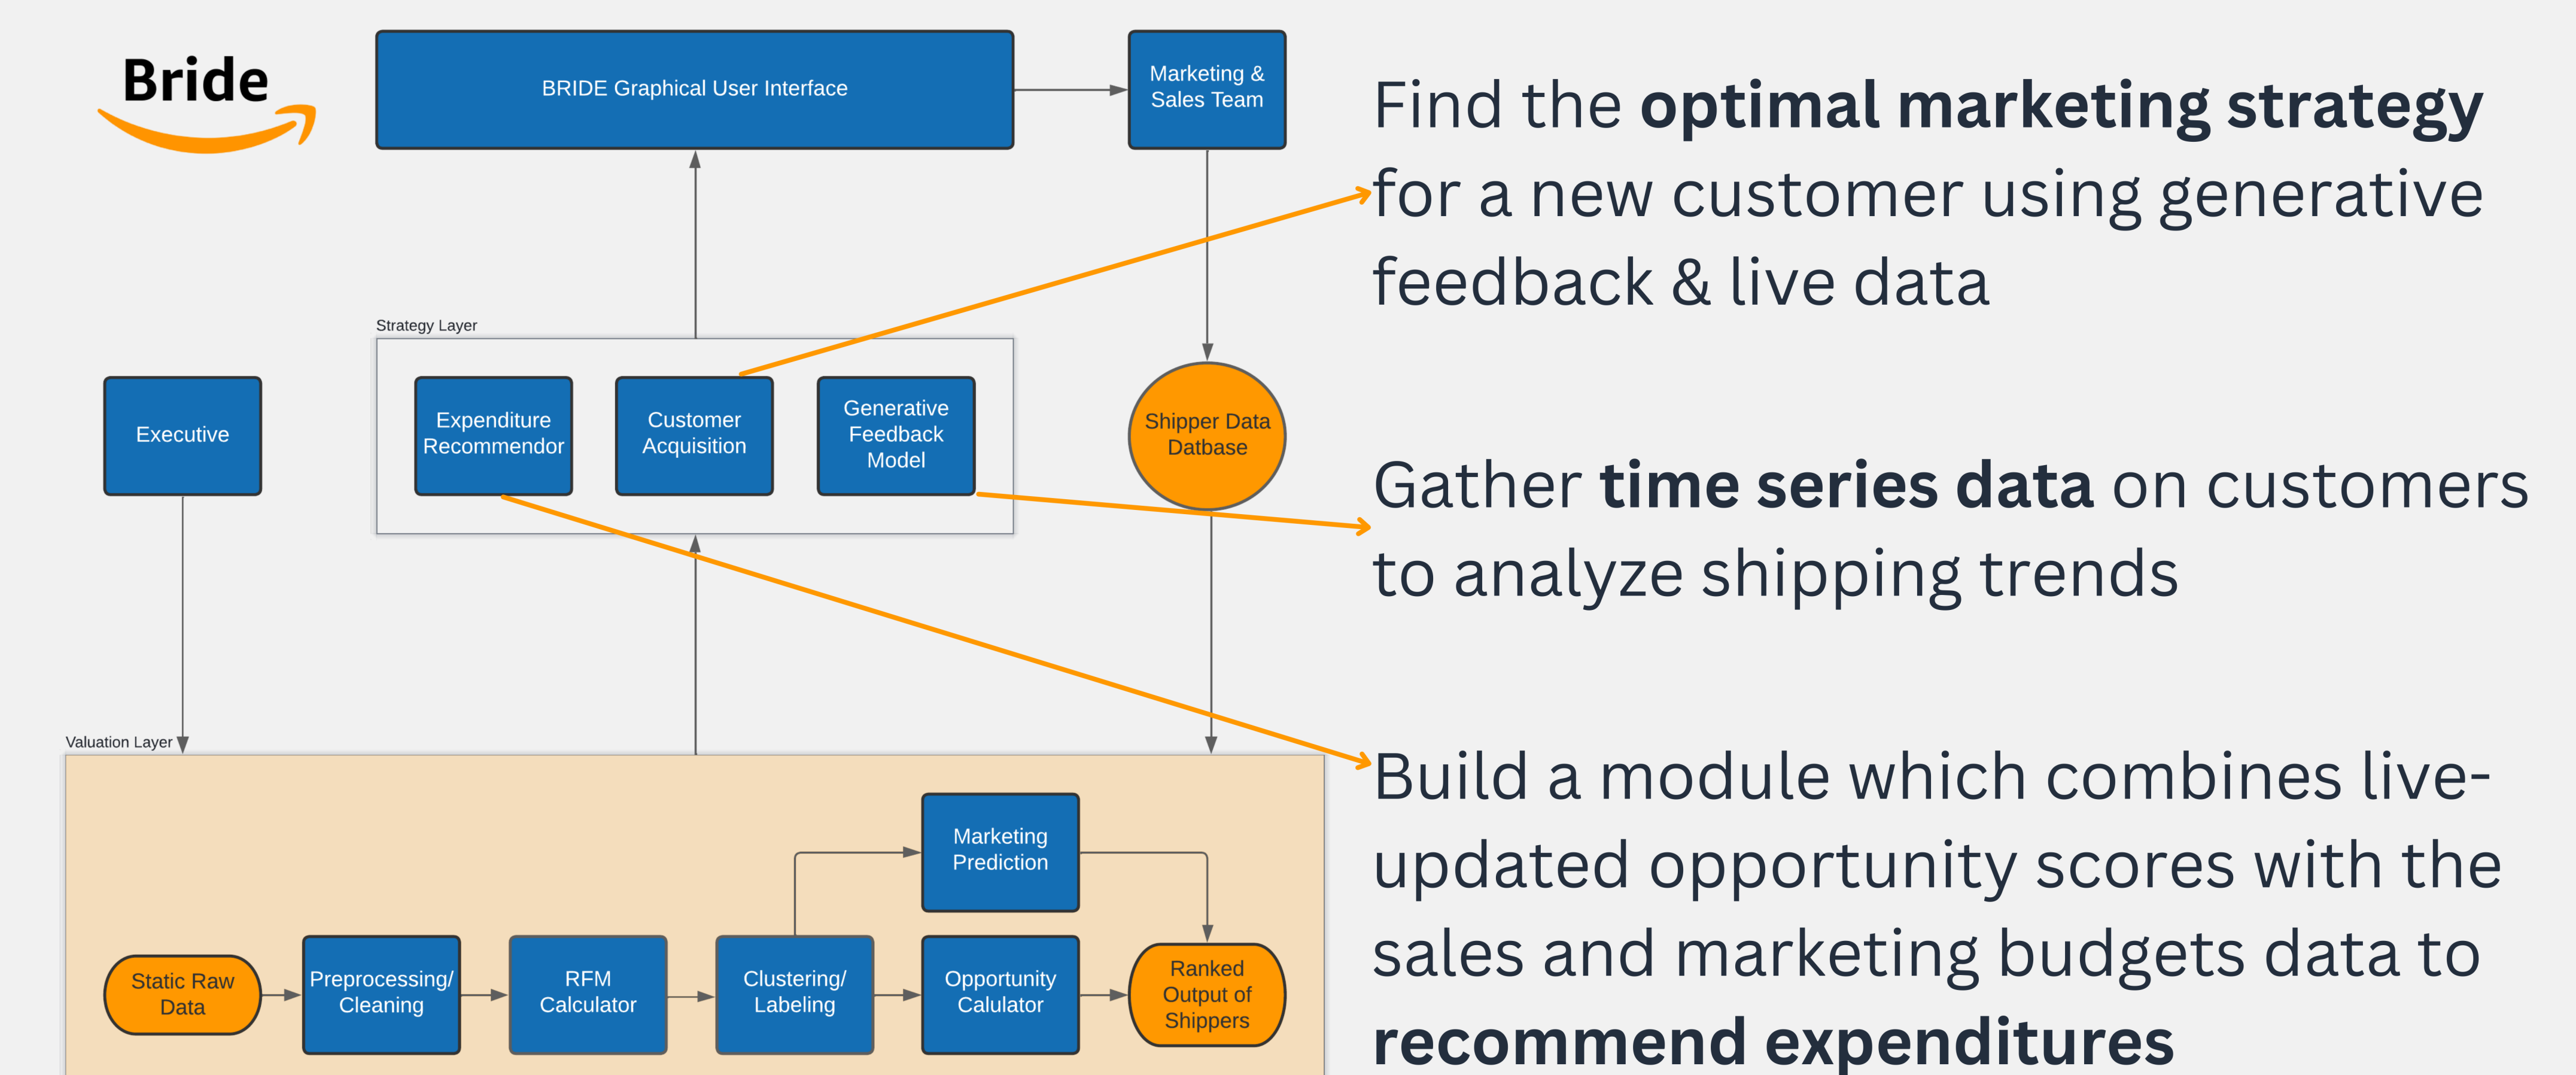 Bride
BRIDE Graphical User Interface
Marketing &
Sales Team
Find the optimal marketing strategy
for a new customer using generative
feedback & live data
Strategy Layer
Executive
Expenditure
Recommendor
Customer
Acquisition
Generative
Feedback
Model
Shipper Data
Datbase
Gather time series data on customers
to analyze shipping trends
Valuation Layer
Marketing
Prediction
Static Raw
Data
Preprocessing/
Cleaning
RFM
Calculator
Clustering/
Labeling
Opportunity
Calulator
Ranked
Output of
Shippers
Build a module which combines live-
updated opportunity scores with the
sales and marketing budgets data to
recommend expenditures